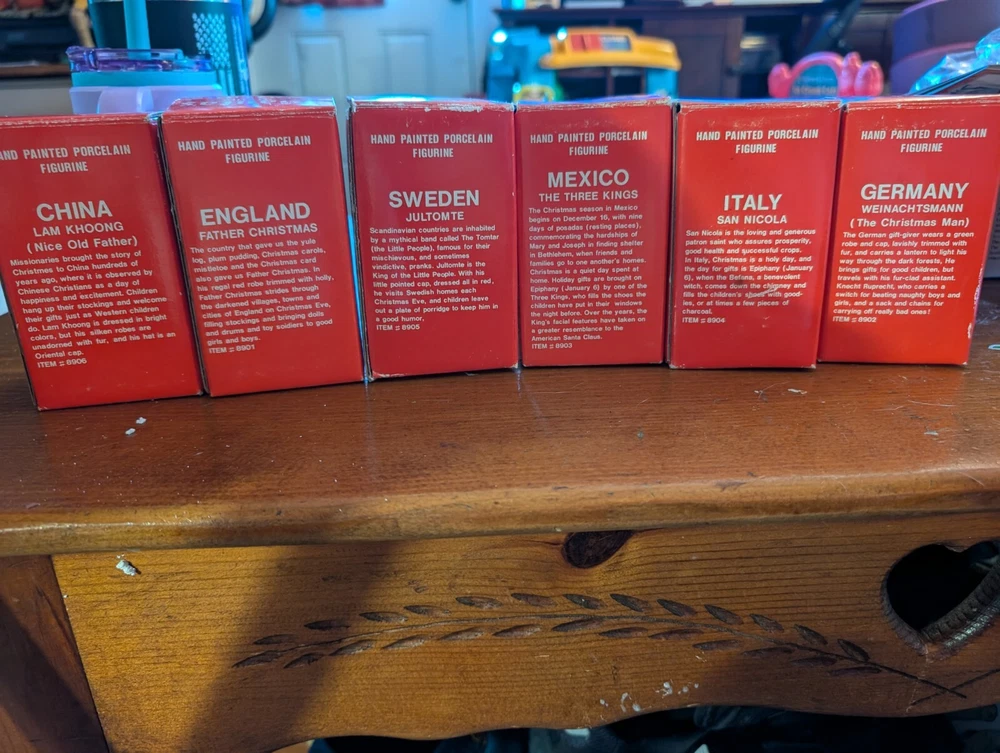 HAND PAINTED PORCELAIN
FIGURINE
CHINA
LAM KHOONG
(Nice Old Father)
Missionaries brought the story of
Christmas to China hundreds of
years ago, where it is observed by
Chinese Christians as a day of
happiness and excitement. Children
hang up their stockings and welcome
their gifts just as Western children
do. Lam Khoong is dressed in bright
colors, but his silken robes are
unadorned with fur, and his hat is an
Oriental cap.
ITEM # 8906
HAND PAINTED PORCELAIN
FIGURINE
ENGLAND
FATHER CHRISTMAS
The country that gave us the yule
log, plum pudding, Christmas carols,
mistletoe and the Christmas card
also gave us Father Christmas. In
his regal red robe trimmed with holly,
Father Christmas strides through
the darkened villages, towns and
cities of England on Christmas Eve,
filling stockings and bringing dolls
and drums and toy soldiers to good
girls and boys.
ITEM # 8901
HAND PAINTED PORCELAIN
FIGURINE
SWEDEN
JULTOMTE
Scandinavian countries are inhabited
by a mythical band called The Tomtar
(the Little People), famous for their
mischievous, and sometimes
vindictive, pranks. Jultomte is the
King of the Little People. With his
little pointed cap, dressed all in red,
he visits Swedish homes each
Christmas Eve, and children leave
out a plate of porridge to keep him in
a good humor.
ITEM # 8905
HAND PAINTED PORCELAIN
FIGURINE
MEXICO
THE THREE KINGS
The Christmas season in Mexico
begins on December 16, with nine
days of posadas (resting places),
commemorating the hardships of
Mary and Joseph in finding shelter
in Bethlehem, when friends and
families go to one another's homes.
Christmas is a quiet day spent at
home. Holiday gifts are brought on
Epiphany (January 6) by one of the
Three Kings, who fills the shoes the
children have put in their windows
the night before. Over the years, the
King's facial features have taken on
a greater resemblance to the
American Santa Claus.
ITEM # 8903
HAND PAINTED PORCELAIN
FIGURINE
ITALY
SAN NICOLA
San Nicola is the loving and generous
patron saint who assures prosperity,
good health and successful crops.
In Italy, Christmas is a holy day, and
the day for gifts is Epiphany (January
6), when the Befana, a benevolent
witch, comes down the chimney and
fills the children's shoes with good-
ies, or at times a few pieces of
charcoal.
ITEM # 8904
HAND PAINTED PORCELAIN
FIGURINE
GERMANY
WEINACHTSMANN
(The Christmas Man)
The German gift-giver wears a green
robe and cap, lavishly trimmed with
fur, and carries a lantern to light his
way through the dark forests. He
brings gifts for good children, but
travels with his fur-clad assistant.
Knecht Ruprecht, who carries a
switch for beating naughty boys and
girls, and a sack and chains for
carrying off really bad ones!
ITEM # 8902